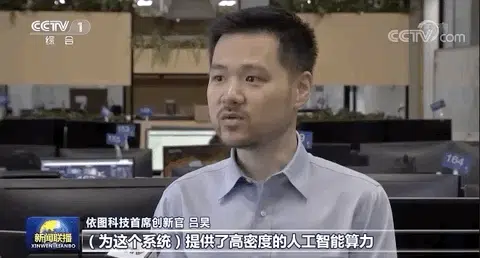 CCTV 1
综合
CCTV.com
164
依图科技首席创新官 吕昊
新闻联播
XINWEN LIANBO
(为这个系统)提供了高密度的人工智能算力